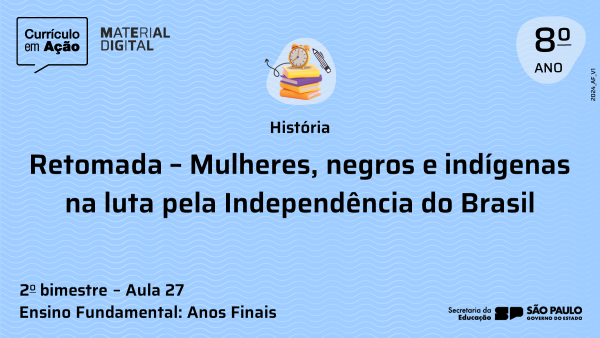 Currículo
em Ação
MATERIAL
DIGITAL
8º
ANO
2024_AF_V1
História
Retomada – Mulheres, negros e indígenas
na luta pela Independência do Brasil
2º bimestre – Aula 27
Ensino Fundamental: Anos Finais
Secretaria da
Educação
SP
SÃO PAULO
GOVERNO DO ESTADO